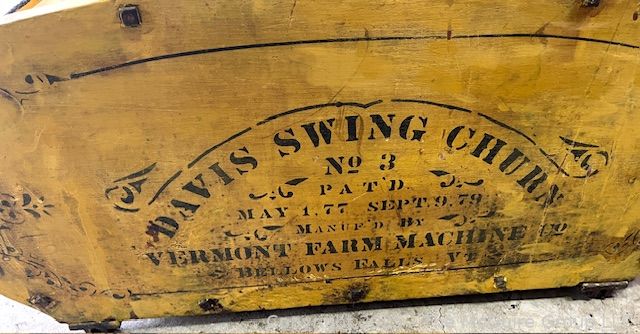 DAVIS SWING CHURN
No 3
PAT'D
MAY 1, 77 SEPT. 9, 79
MANUF'D BY
VERMONT FARM MACHINE Co
BELLOWS FALLS, VT